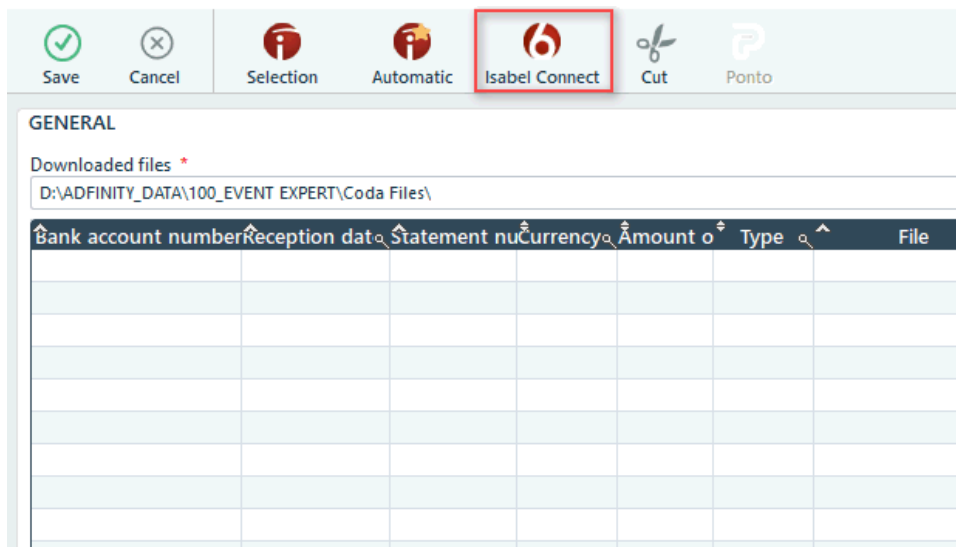 Save Cancel Selection Automatic Isabel Connect Cut Ponto
GENERAL
Downloaded files *
D:\ADFINITY_DATA\100_EVENT EXPERT\Coda Files\
Bank account number Reception date Statement nu Currency Amount o Type File